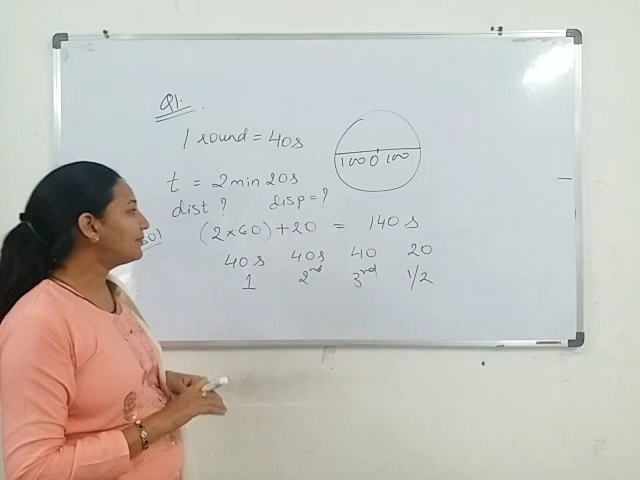 Q1.
1 round = 40s
100 0 100
t = 2min 20s
dist ? disp = ?
(2×60) + 20 = 140 s
40s 40s 40 20
1 2nd 3rd 1/2